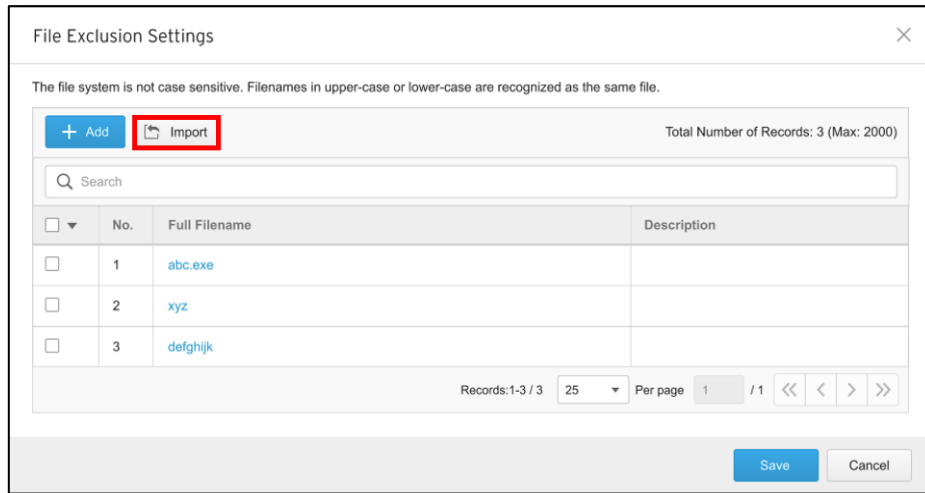 File Exclusion Settings
The file system is not case sensitive. Filenames in upper-case or lower-case are recognized as the same file.
+ Add Import Total Number of Records: 3 (Max: 2000)
Search
No. Full Filename Description
1 abc.exe
2 xyz
3 defghijk
Records:1-3 / 3 25 Per page 1 / 1
Save Cancel